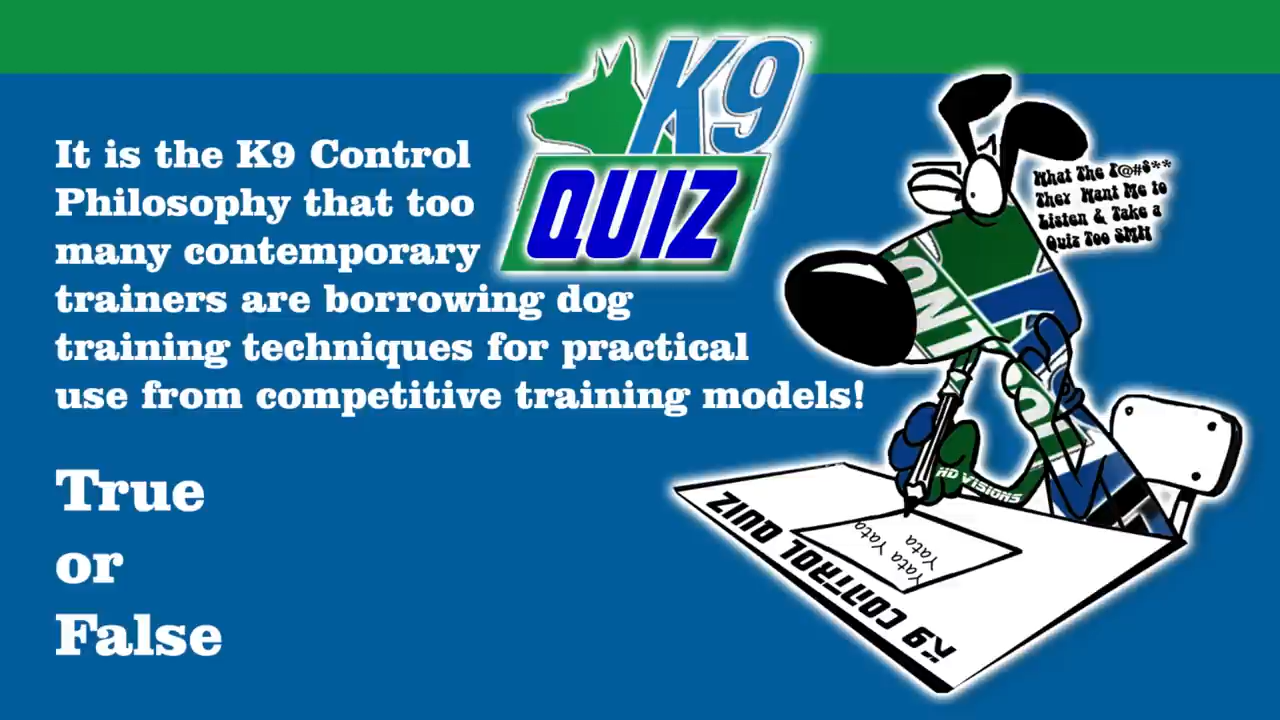 K9
QUIZ
It is the K9 Control
Philosophy that too
many contemporary
trainers are borrowing dog
training techniques for practical
use from competitive training models!
True
or
False
What The F@#$**
They Want Me to
Listen & Take a
Quiz Too SMH
HD VISIONS
Yata Yata
Yata
K9 CONTROL QUIZ